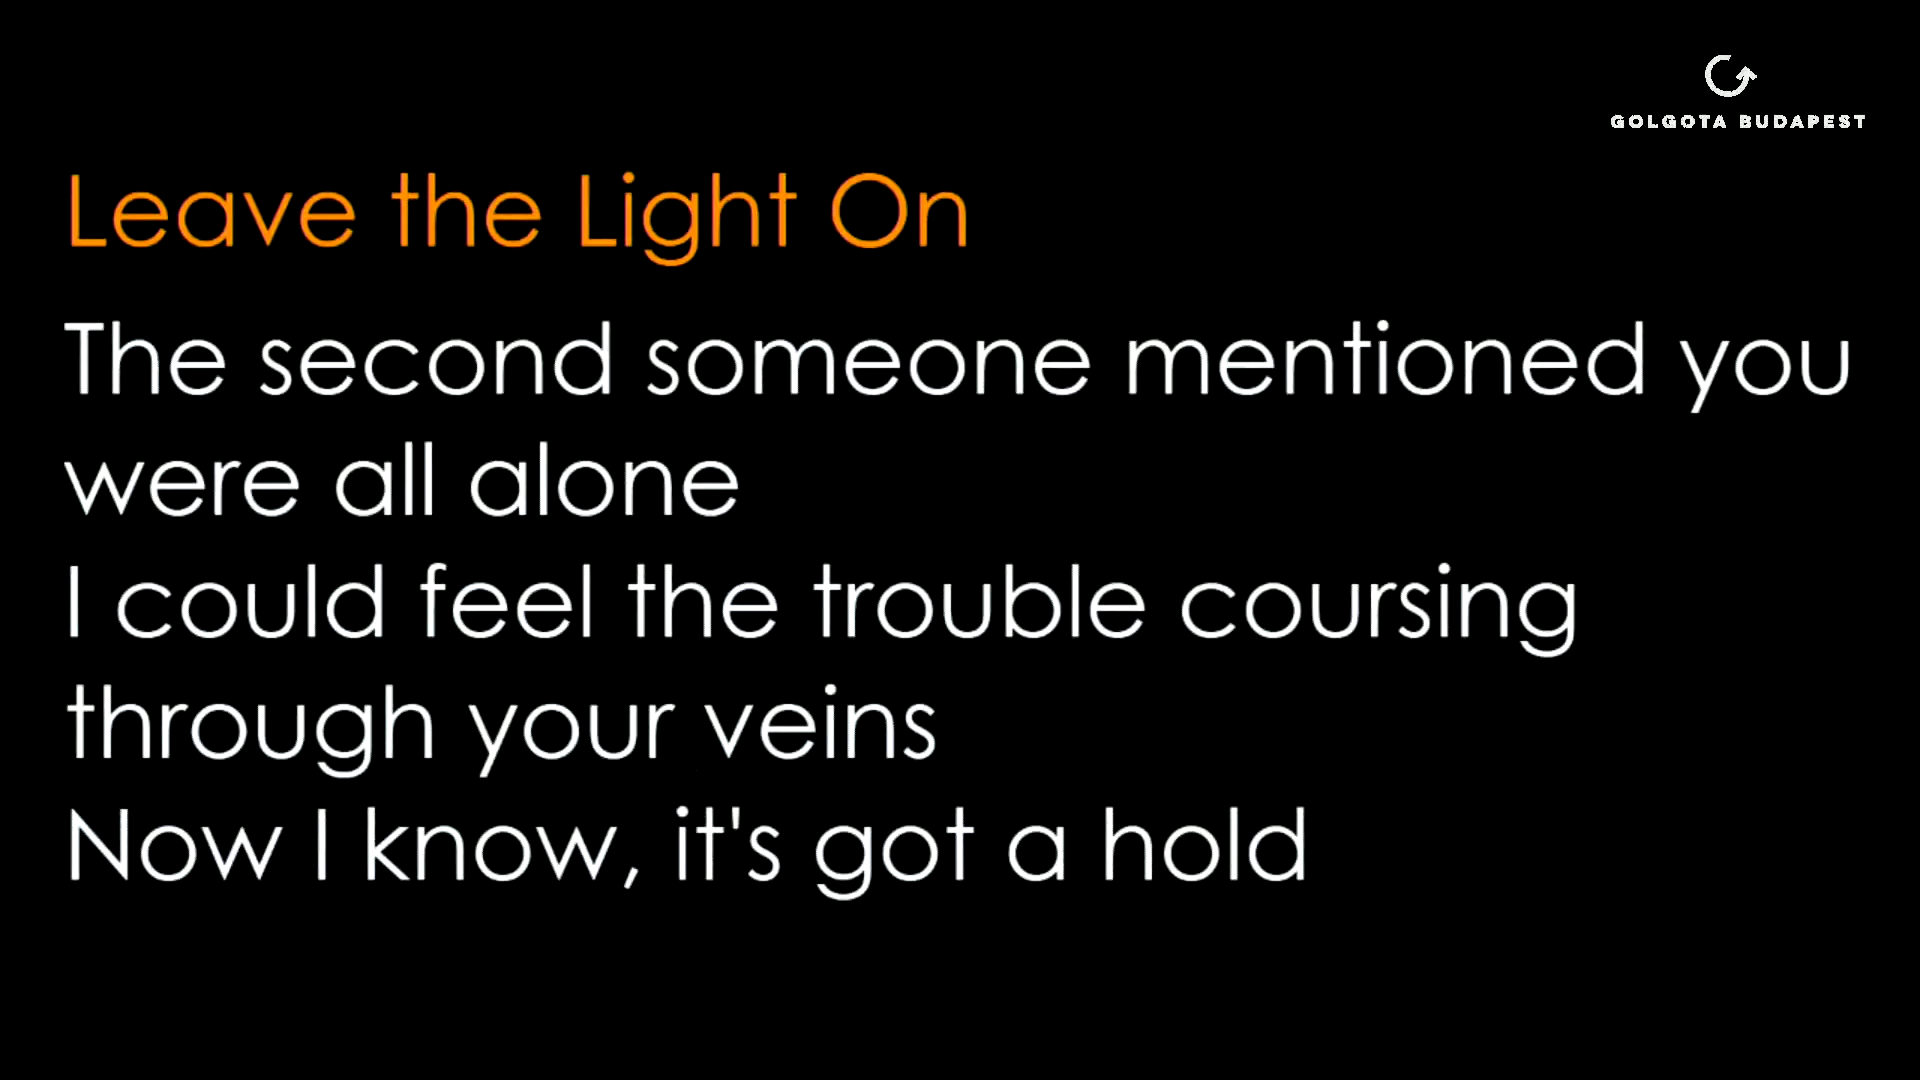 GOLGOTA BUDAPEST
Leave the Light On
The second someone mentioned you
were all alone
I could feel the trouble coursing
through your veins
Now I know, it's got a hold